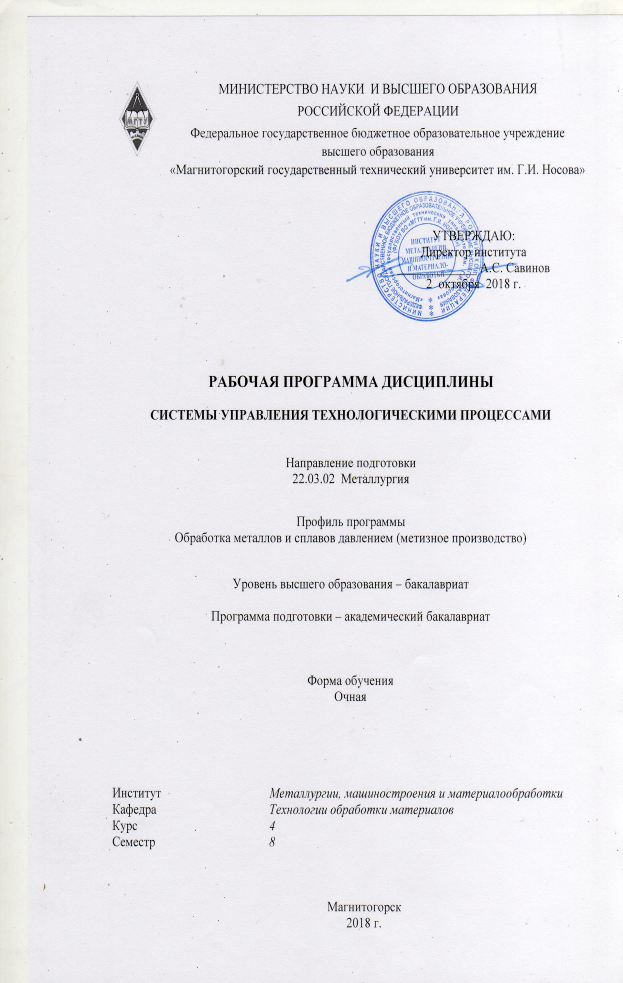 МИНИСТЕРСТВО НАУКИ И ВЫСШЕГО ОБРАЗОВАНИЯ
РОССИЙСКОЙ ФЕДЕРАЦИИ
Федеральное государственное бюджетное образовательное учреждение
высшего образования
«Магнитогорский государственный технический университет им. Г.И. Носова»
УТВЕРЖДАЮ:
Директор института
А.С. Савинов
2 октября 2018 г.
РАБОЧАЯ ПРОГРАММА ДИСЦИПЛИНЫ
СИСТЕМЫ УПРАВЛЕНИЯ ТЕХНОЛОГИЧЕСКИМИ ПРОЦЕССАМИ
Направление подготовки
22.03.02 Металлургия
Профиль программы
Обработка металлов и сплавов давлением (метизное производство)
Уровень высшего образования – бакалавриат
Программа подготовки – академический бакалавриат
Форма обучения
Очная
Институт Металлургии, машиностроения и материалообработки
Кафедра Технологии обработки материалов
Курс 4
Семестр 8
Магнитогорск
2018 г.